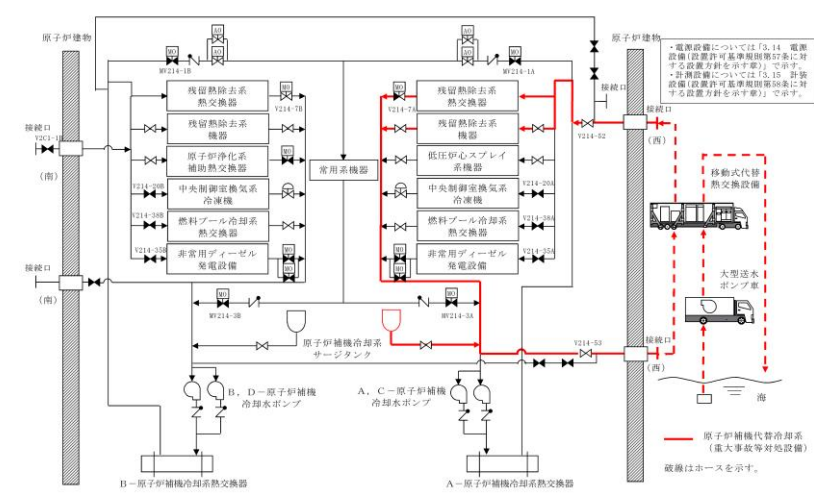 原子炉建物
原子炉建物
・電源設備については「3.14　電源
設備(設置許可基準規則第57条に対
する設置方針を示す章)」で示す。
・計測設備については「3.15　計装
設備(設置許可基準規則第58条に対
する設置方針を示す章)」で示す。
MO
AO
AO
AO
AO
MO
MV214-1B
MV214-1A
残留熱除去系
熱交換器
MO
V214-7B
残留熱除去系
機器
原子炉浄化系
補助熱交換器
中央制御室換気系
冷凍機
燃料プール冷却系
熱交換器
非常用ディーゼル
発電設備
V214-20B
V214-38B
V214-35B
MO
MO
常用系機器
MO
V214-7A
残留熱除去系
熱交換器
残留熱除去系
機器
低圧炉心スプレイ
系機器
中央制御室換気系
冷凍機
燃料プール冷却系
熱交換器
非常用ディーゼル
発電設備
V214-20A
V214-38A
V214-35A
MO
MO
接続口
V2C1-1B
(南)
接続口
(南)
接続口
V214-52
接続口
(西)
移動式代替
熱交換設備
大型送水
ポンプ車
MO
MV214-3B
MO
MV214-3A
原子炉補機冷却系
サージタンク
V214-53
接続口
(西)
海
B，D－原子炉補機
冷却水ポンプ
A，C－原子炉補機
冷却水ポンプ
B－原子炉補機冷却系熱交換器
A－原子炉補機冷却系熱交換器
原子炉補機代替冷却系
(重大事故等対処設備)
破線はホースを示す。